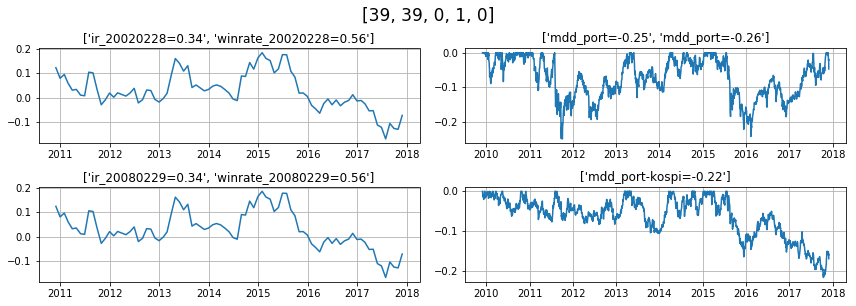 [39, 39, 0, 1, 0]
['ir_20020228=0.34', 'winrate_20020228=0.56']
0.2
0.1
0.0
−0.1
2011 2012 2013 2014 2015 2016 2017 2018
['mdd_port=-0.25', 'mdd_port=-0.26']
0.0
−0.1
−0.2
2010 2011 2012 2013 2014 2015 2016 2017 2018
['ir_20080229=0.34', 'winrate_20080229=0.56']
0.2
0.1
0.0
−0.1
2011 2012 2013 2014 2015 2016 2017 2018
['mdd_port-kospi=-0.22']
0.0
−0.1
−0.2
2010 2011 2012 2013 2014 2015 2016 2017 2018